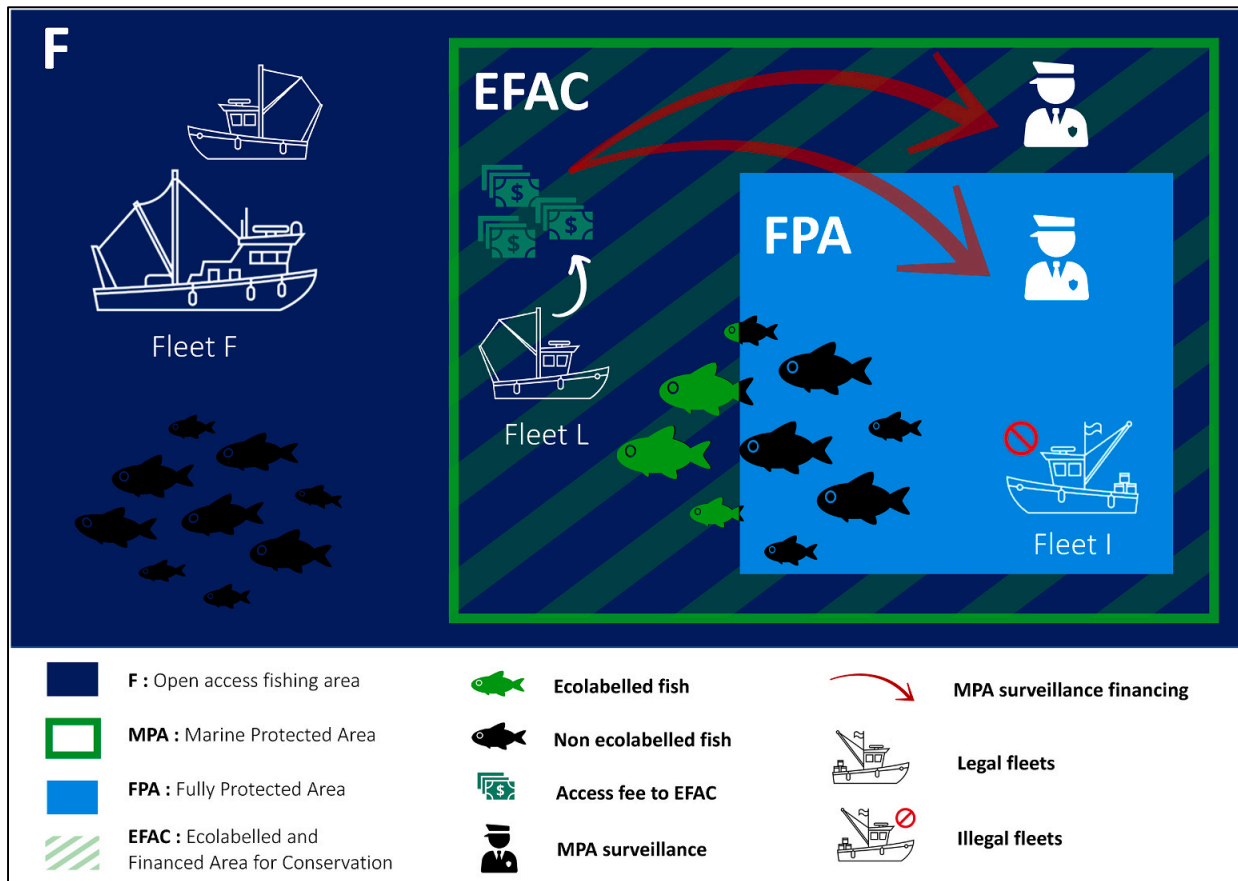 F
EFAC
FPA
Fleet F
Fleet L
Fleet I
$
$
$
F : Open access fishing area
MPA : Marine Protected Area
FPA : Fully Protected Area
EFAC : Ecolabelled and
Financed Area for Conservation
Ecolabelled fish
Non ecolabelled fish
$
Access fee to EFAC
MPA surveillance
MPA surveillance financing
Legal fleets
Illegal fleets